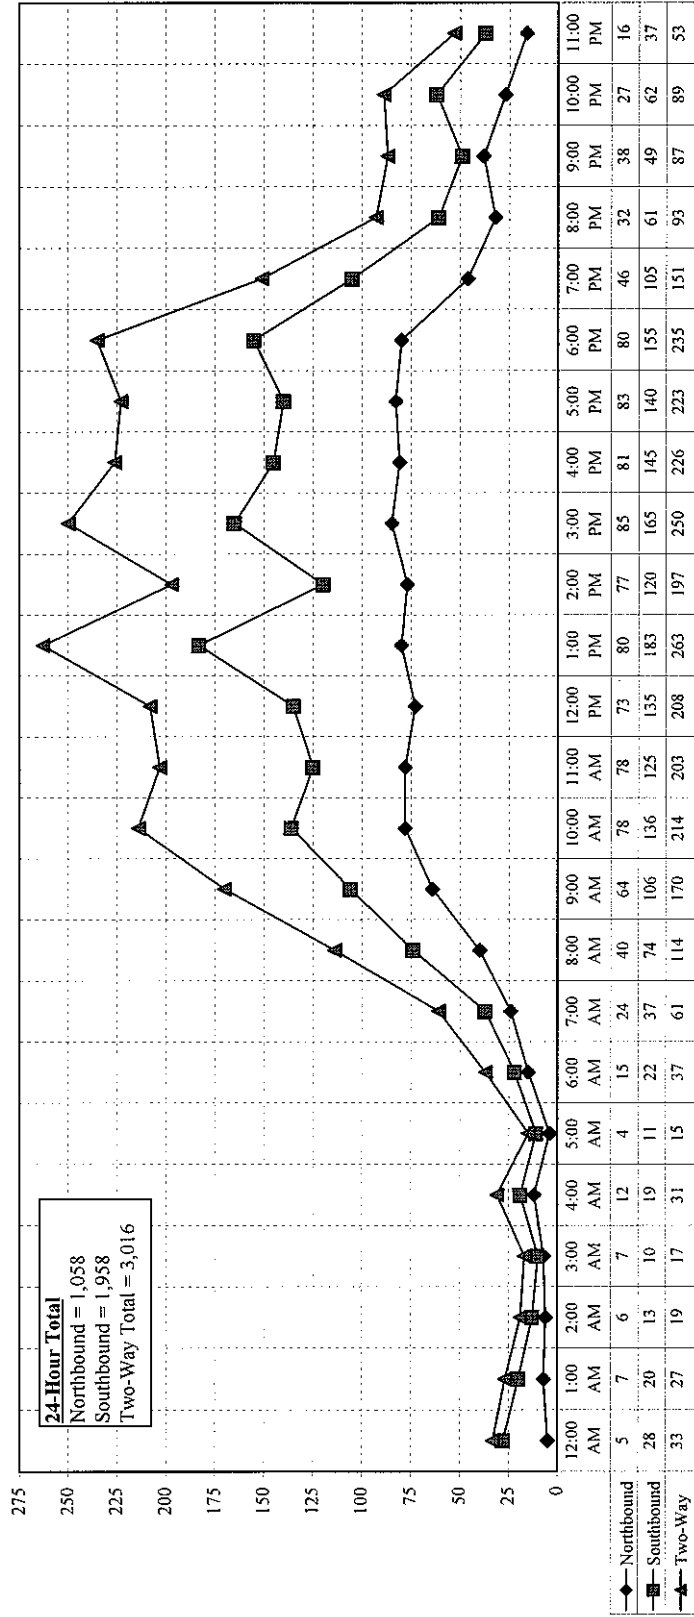 24-Hour Total
Northbound = 1,058
Southbound = 1,958
Two-Way Total = 3,016
275
250
225
200
175
150
125
100
75
50
25
0
12:00 AM 1:00 AM 2:00 AM 3:00 AM 4:00 AM 5:00 AM 6:00 AM 7:00 AM 8:00 AM 9:00 AM 10:00 AM 11:00 AM 12:00 PM 1:00 PM 2:00 PM 3:00 PM 4:00 PM 5:00 PM 6:00 PM 7:00 PM 8:00 PM 9:00 PM 10:00 PM 11:00 PM
Northbound 5 7 6 7 12 4 15 24 40 64 78 78 73 80 77 85 81 83 80 46 32 38 27 16
Southbound 28 20 13 10 19 11 22 37 74 106 136 125 135 183 120 165 145 140 155 105 61 49 62 37
Two-Way 33 27 19 17 31 15 37 61 114 170 214 203 208 263 197 250 226 223 235 151 93 87 89 53